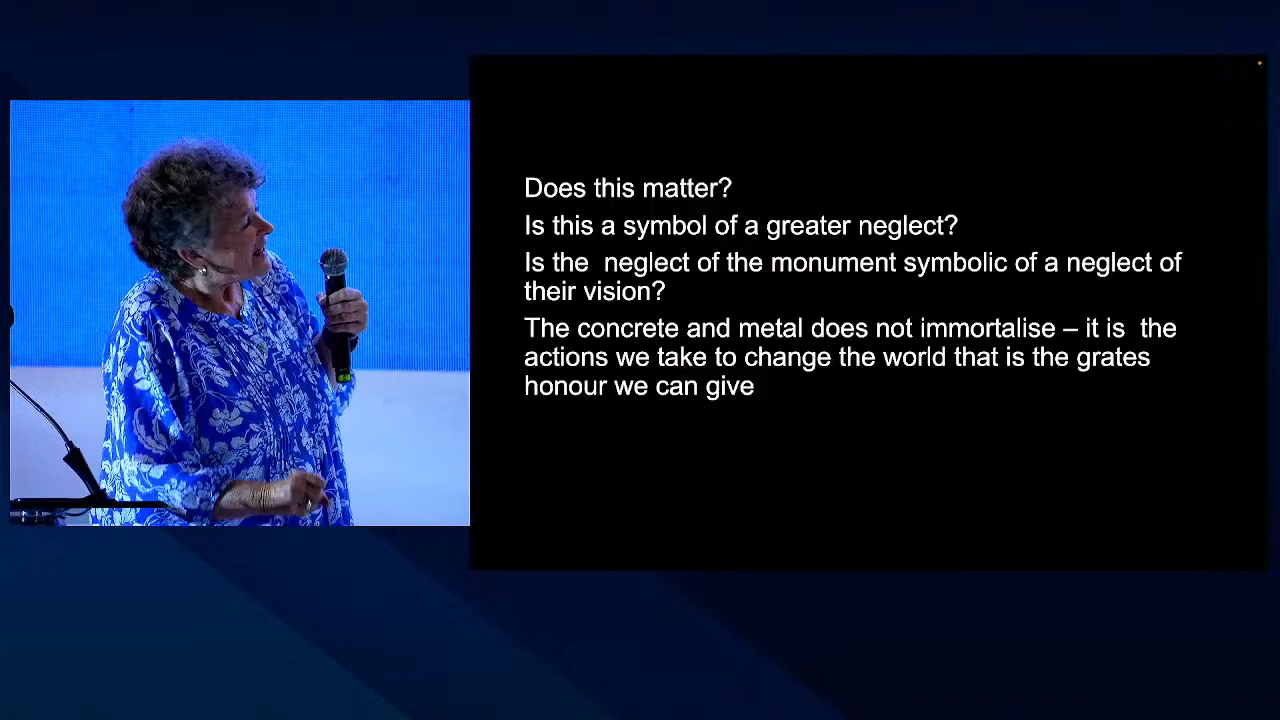 Does this matter?
Is this a symbol of a greater neglect?
Is the  neglect of the monument symbolic of a neglect of
their vision?
The concrete and metal does not immortalise – it is  the
actions we take to change the world that is the grates
honour we can give